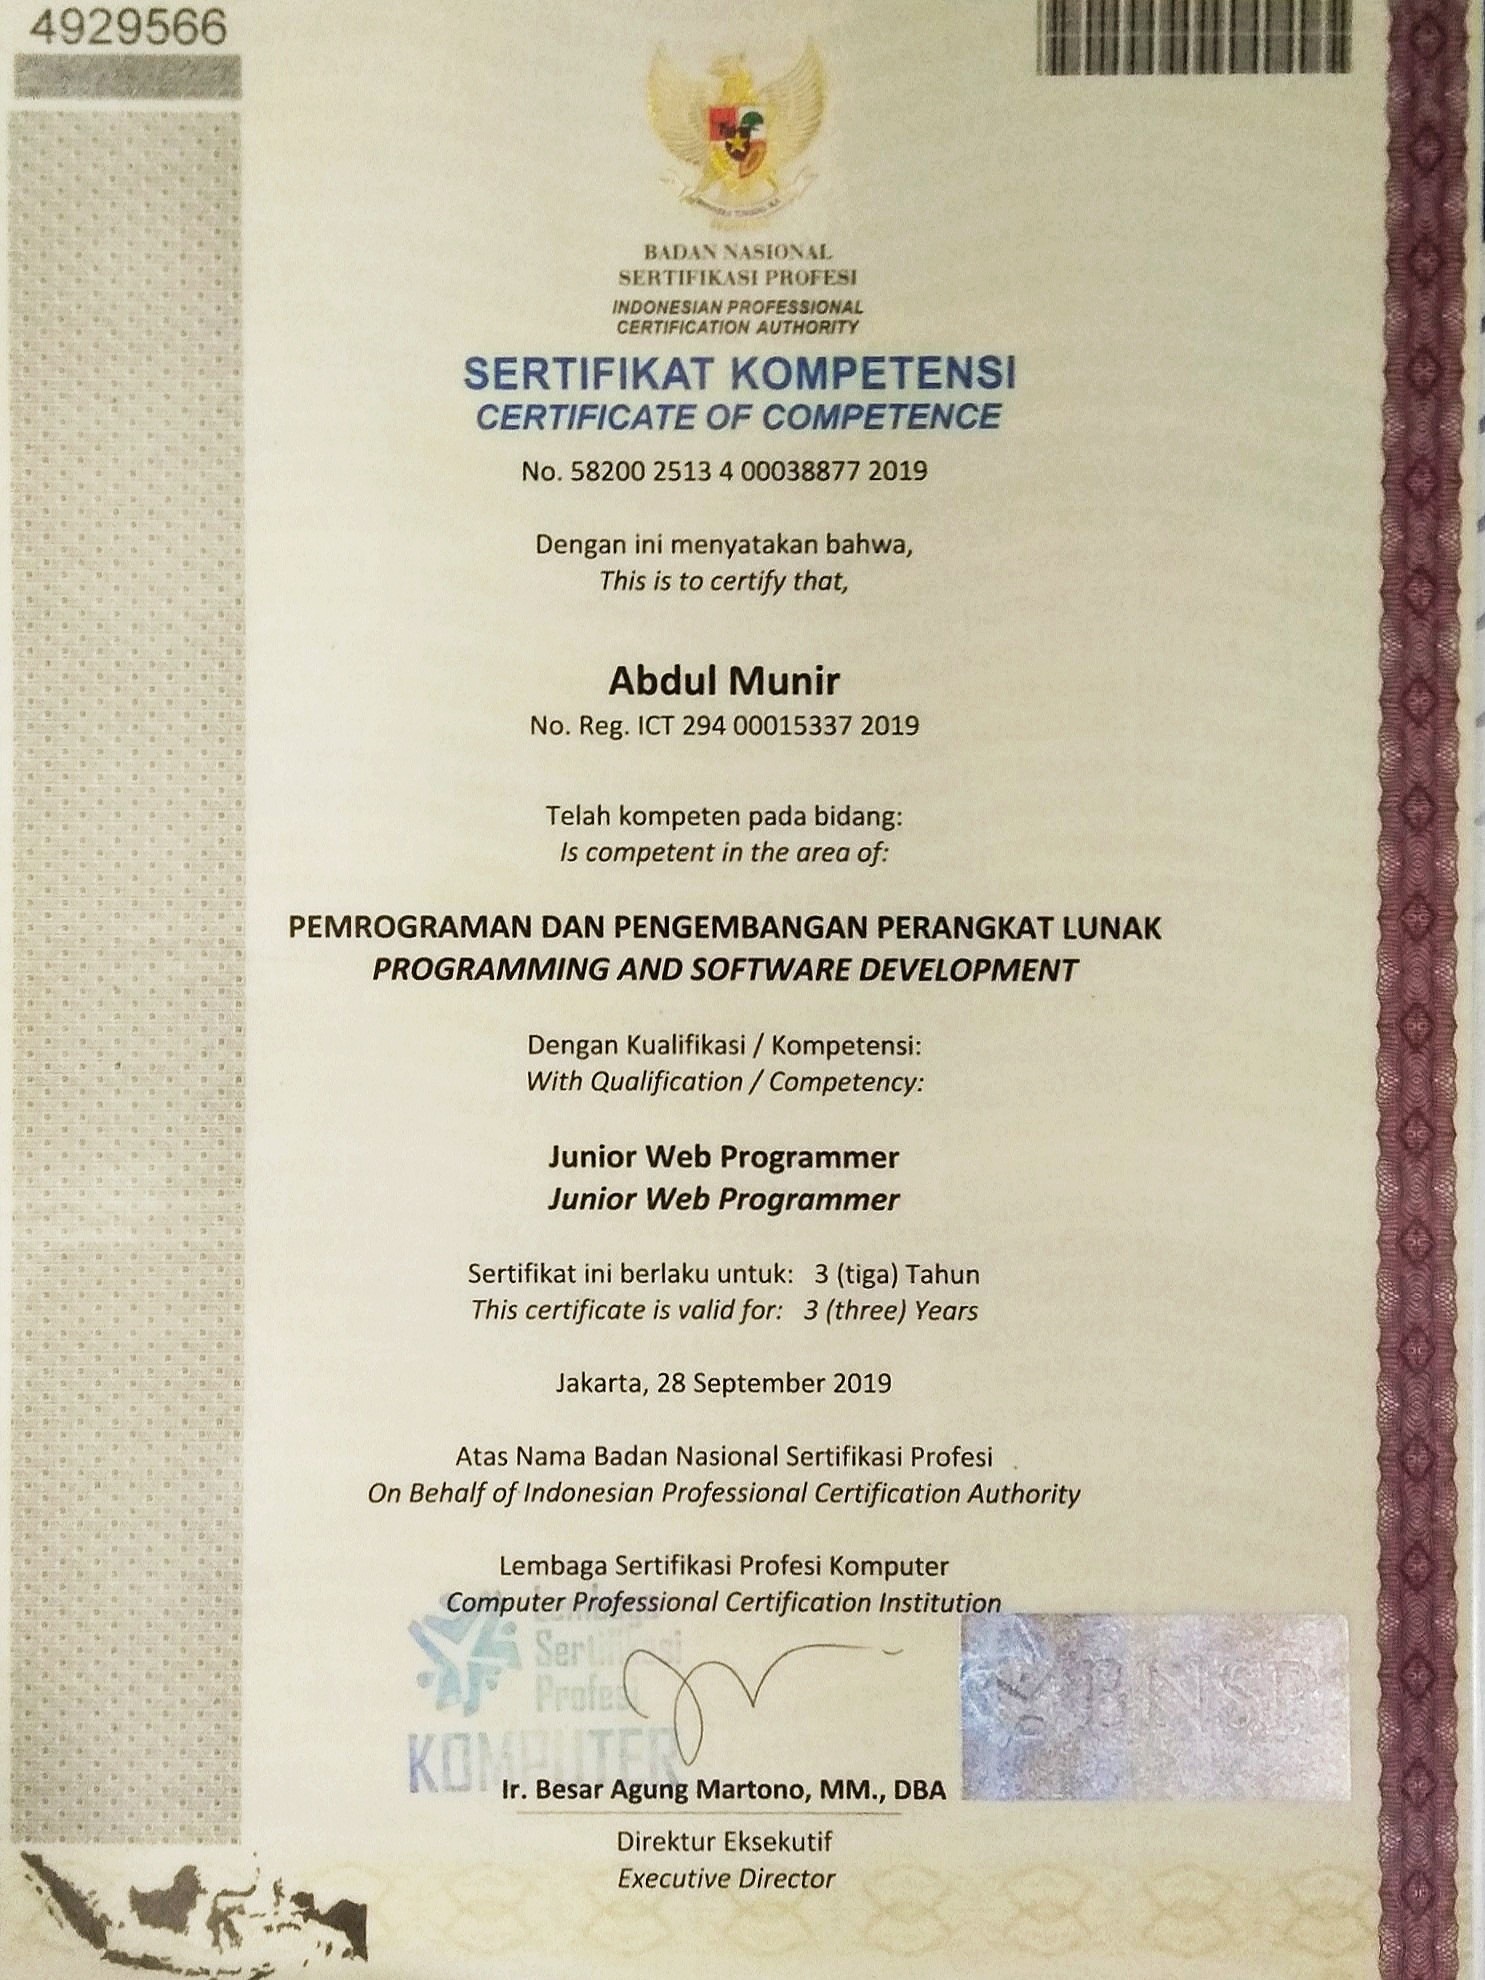 4929566
BADAN NASIONAL
SERTIFIKASI PROFESI
INDONESIAN PROFESSIONAL
CERTIFICATION AUTHORITY
SERTIFIKAT KOMPETENSI
CERTIFICATE OF COMPETENCE
No. 58200 2513 4 00038877 2019
Dengan ini menyatakan bahwa,
This is to certify that,
Abdul Munir
No. Reg. ICT 294 00015337 2019
Telah kompeten pada bidang:
Is competent in the area of:
PEMROGRAMAN DAN PENGEMBANGAN PERANGKAT LUNAK
PROGRAMMING AND SOFTWARE DEVELOPMENT
Dengan Kualifikasi / Kompetensi:
With Qualification / Competency:
Junior Web Programmer
Junior Web Programmer
Sertifikat ini berlaku untuk: 3 (tiga) Tahun
This certificate is valid for: 3 (three) Years
Jakarta, 28 September 2019
Atas Nama Badan Nasional Sertifikasi Profesi
On Behalf of Indonesian Professional Certification Authority
Lembaga Sertifikasi Profesi Komputer
Computer Professional Certification Institution
Lembaga
Sertifikasi
Profesi
KOMPUTER
BNSP
Ir. Besar Agung Martono, MM., DBA
Direktur Eksekutif
Executive Director